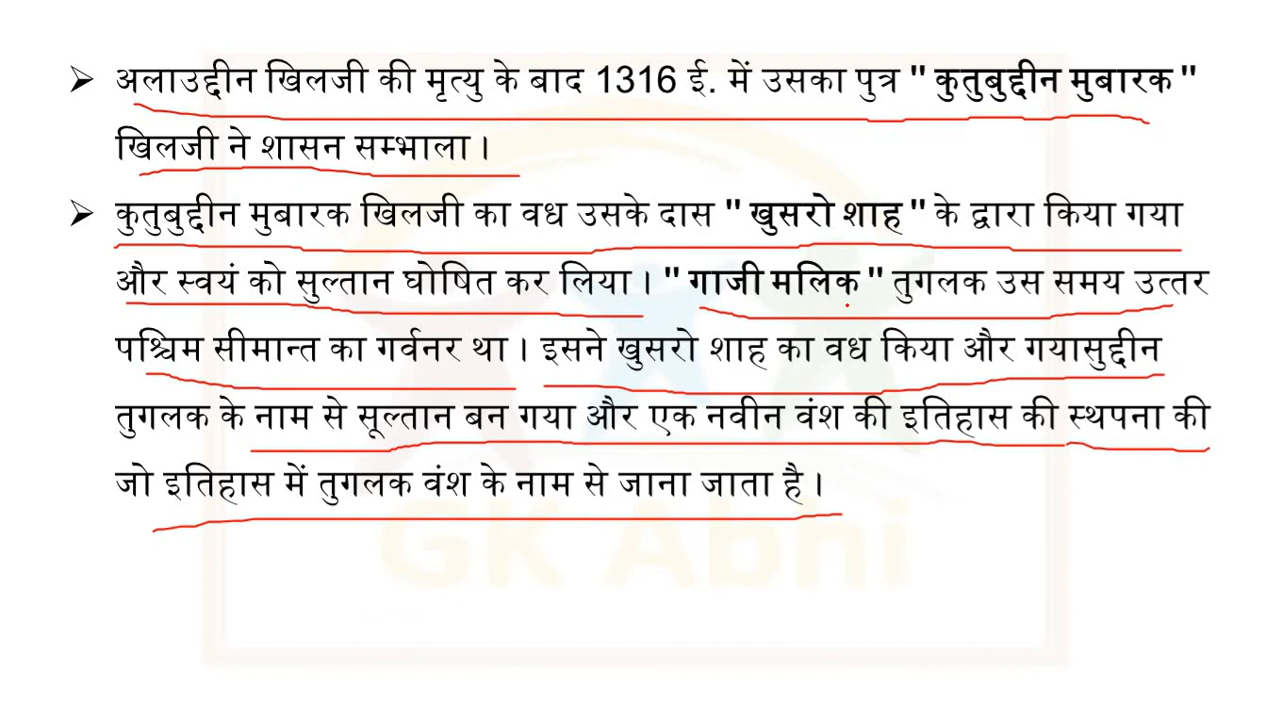 ➤ अलाउद्दीन खिलजी की मृत्यु के बाद 1316 ई. में उसका पुत्र " कुतुबुद्दीन मुबारक "
खिलजी ने शासन सम्भाला ।
➤ कुतुबुद्दीन मुबारक खिलजी का वध उसके दास " खुसरो शाह " के द्वारा किया गया
और स्वयं को सुल्तान घोषित कर लिया । " गाजी मलिक " तुगलक उस समय उत्तर
पश्चिम सीमान्त का गर्वनर था । इसने खुसरो शाह का वध किया और गयासुद्दीन
तुगलक के नाम से सूल्तान बन गया और एक नवीन वंश की इतिहास की स्थपना की
जो इतिहास में तुगलक वंश के नाम से जाना जाता है ।
GK Abhi